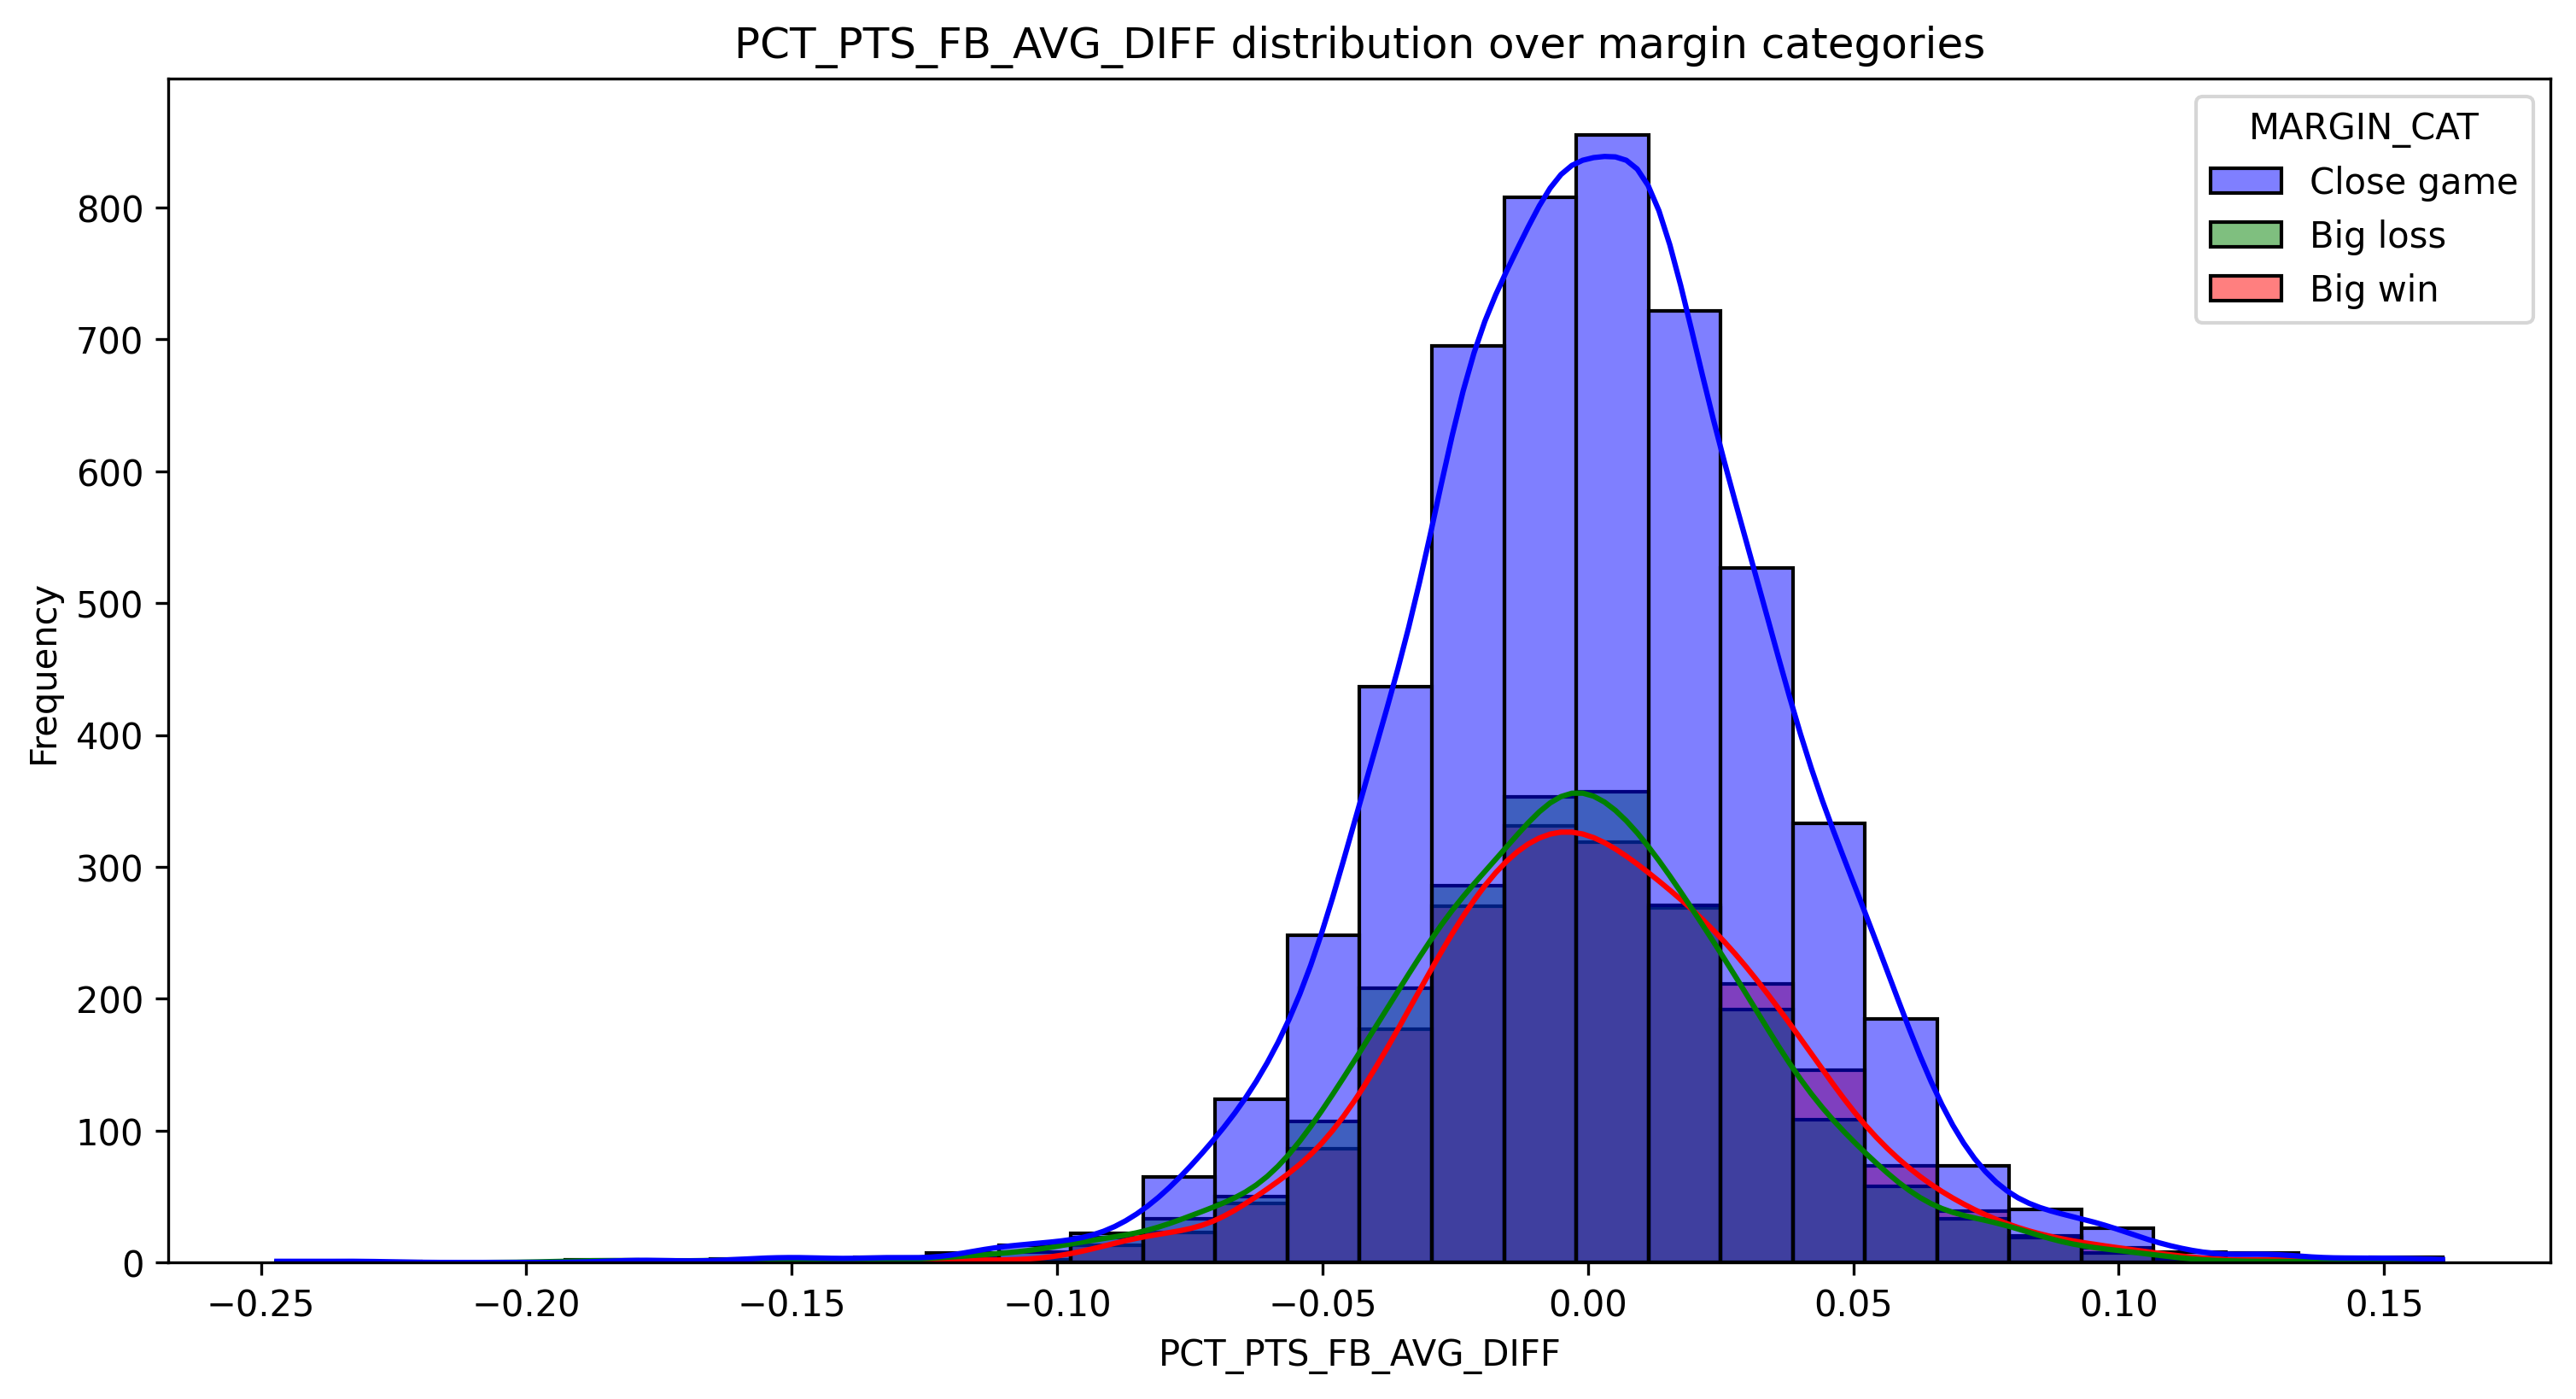 PCT_PTS_FB_AVG_DIFF distribution over margin categories
MARGIN_CAT
Close game
Big loss
Big win
Frequency
800
700
600
500
400
300
200
100
0
−0.25 −0.20 −0.15 −0.10 −0.05 0.00 0.05 0.10 0.15
PCT_PTS_FB_AVG_DIFF